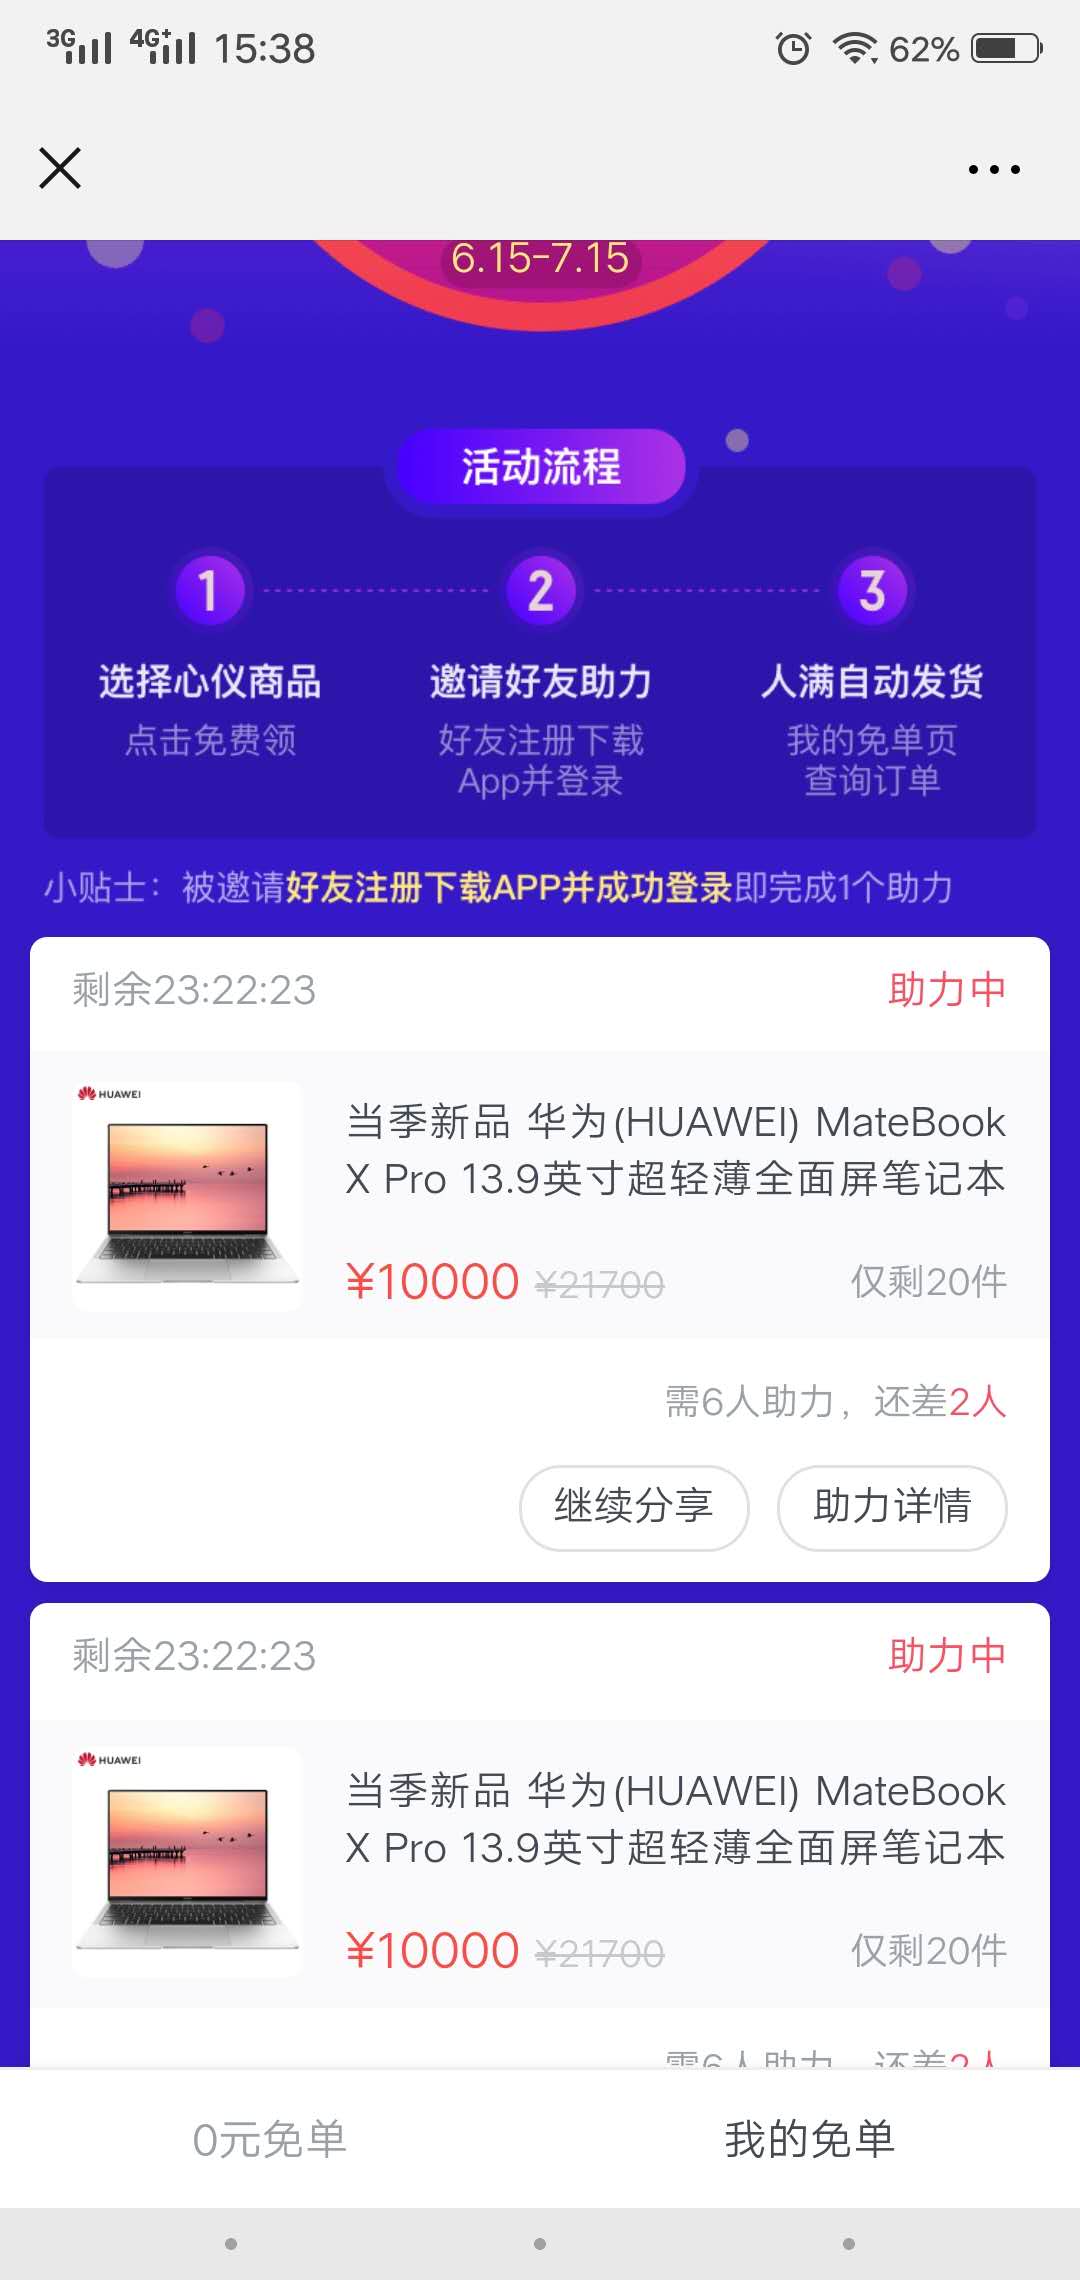 3G 4G+ 15:38 62%
6.15-7.15
活动流程
1 2 3
选择心仪商品 邀请好友助力 人满自动发货
点击免费领 好友注册下载 我的免单页
App并登录 查询订单
小贴士：被邀请好友注册下载APP并成功登录即完成1个助力
剩余23:22:23 助力中
HUAWEI
当季新品 华为(HUAWEI) MateBook
X Pro 13.9英寸超轻薄全面屏笔记本
¥10000 ¥21700 仅剩20件
需6人助力，还差2人
继续分享 助力详情
剩余23:22:23 助力中
HUAWEI
当季新品 华为(HUAWEI) MateBook
X Pro 13.9英寸超轻薄全面屏笔记本
¥10000 ¥21700 仅剩20件
需6人助力，还差2人
0元免单 我的免单